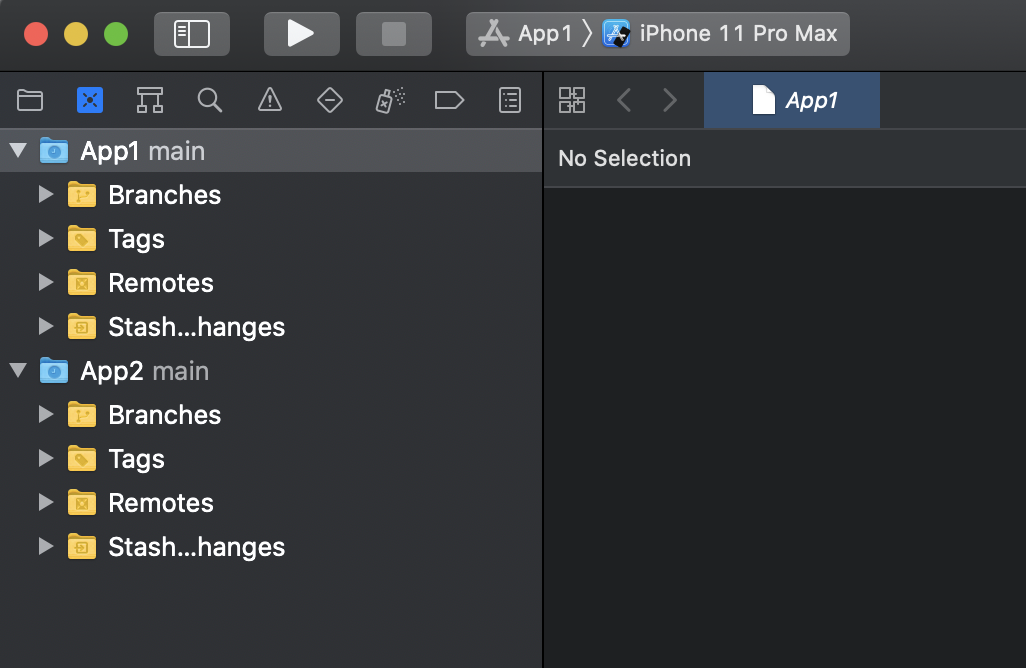 App1 iPhone 11 Pro Max
App1
No Selection
App1 main
Branches
Tags
Remotes
Stash...hanges
App2 main
Branches
Tags
Remotes
Stash...hanges